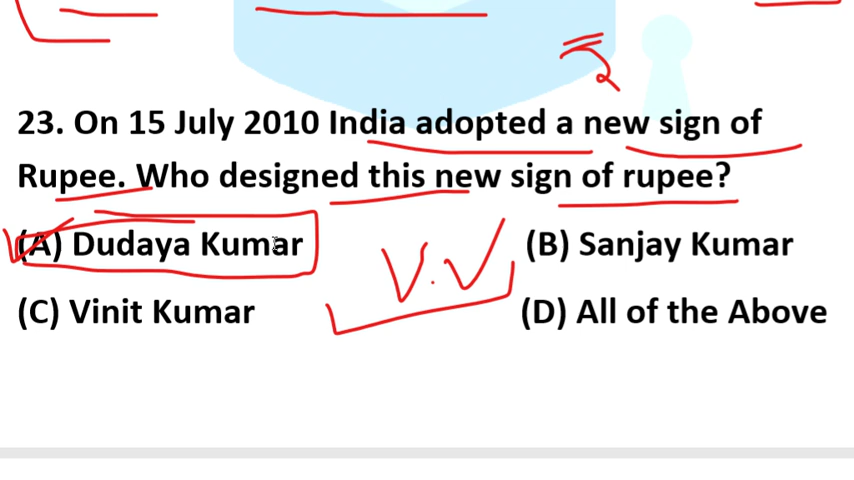 23. On 15 July 2010 India adopted a new sign of
Rupee. Who designed this new sign of rupee?
(A) Dudaya Kumar
(B) Sanjay Kumar
V.V
(C) Vinit Kumar
(D) All of the Above